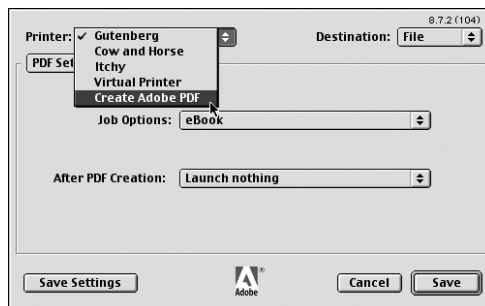 8.7.2 (104)
Printer: ✓ Gutenberg Destination: File
Cow and Horse
PDF Set
Itchy
Virtual Printer
Create Adobe PDF
Job Options: eBook
After PDF Creation: Launch nothing
Save Settings Adobe® Cancel Save